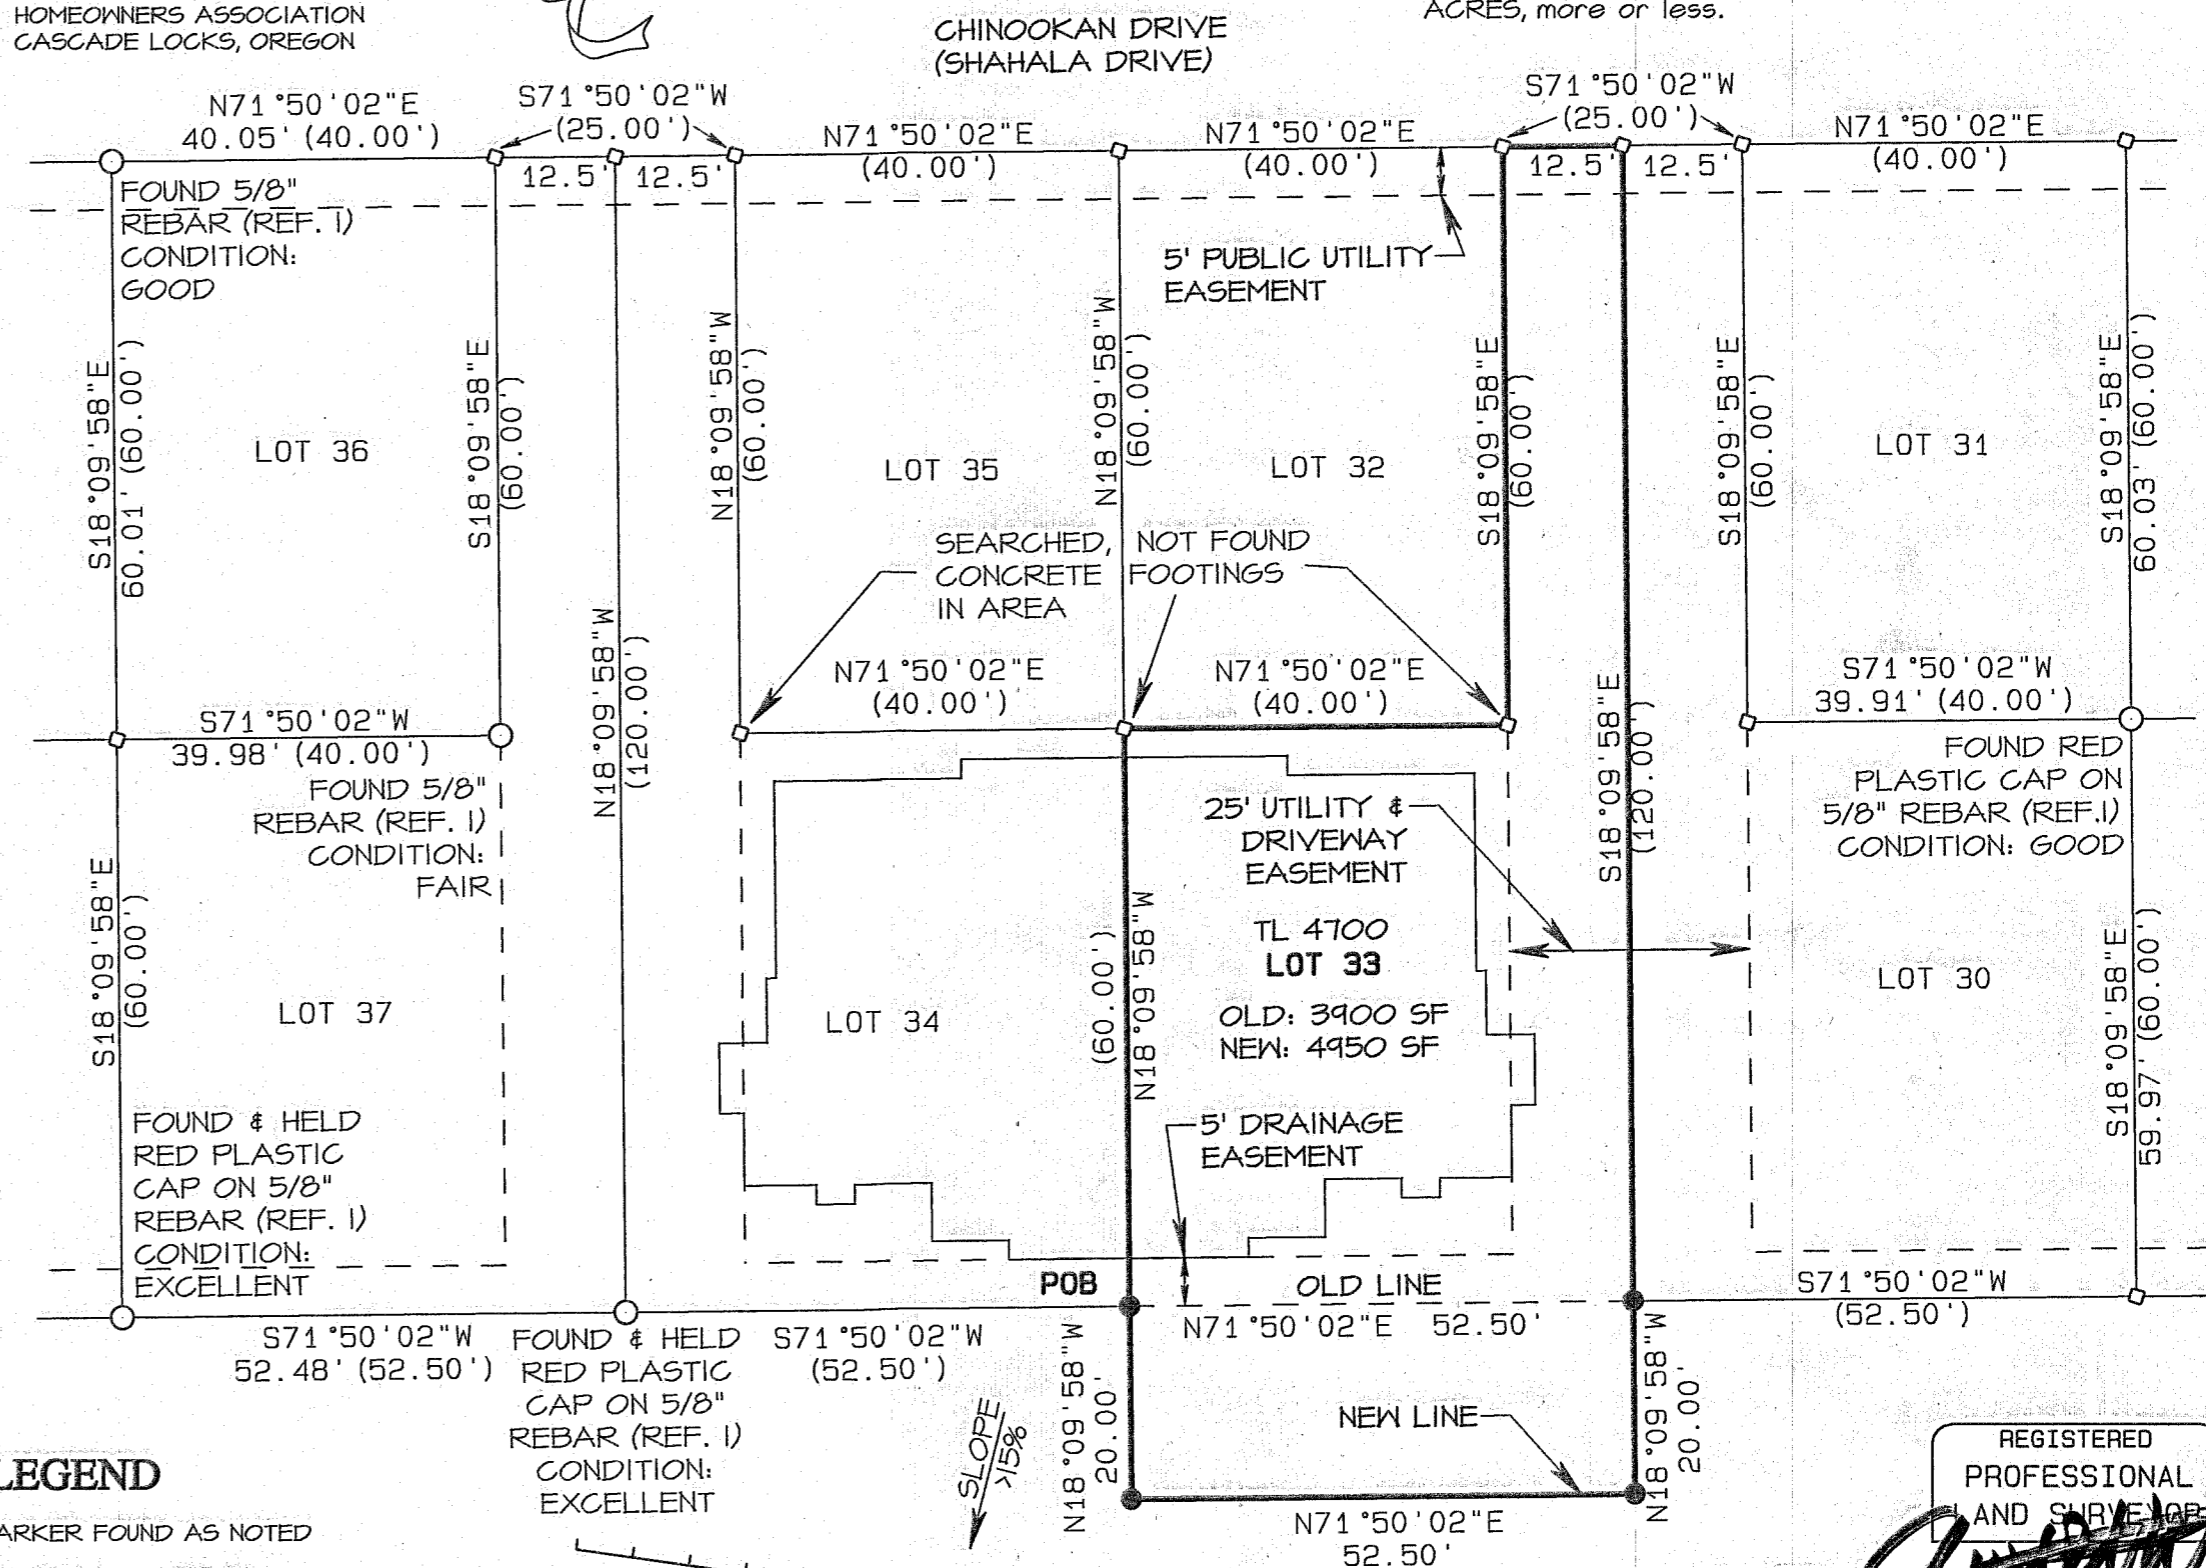 HOMEOWNERS ASSOCIATION
CASCADE LOCKS, OREGON
CHINOOKAN DRIVE
(SHAHALA DRIVE)
ACRES, more or less.
N71°50'02"E
40.05' (40.00')
S71°50'02"W
(25.00')
12.5'
12.5'
N71°50'02"E
(40.00')
N71°50'02"E
(40.00')
S71°50'02"W
(25.00')
12.5'
12.5'
N71°50'02"E
(40.00')
FOUND 5/8"
REBAR (REF. 1)
CONDITION:
GOOD
5' PUBLIC UTILITY
EASEMENT
S18°09'58"E
60.01' (60.00')
LOT 36
S18°09'58"E
(60.00')
N18°09'58"W
(60.00')
LOT 35
N18°09'58"W
(60.00')
LOT 32
S18°09'58"E
(60.00')
S18°09'58"E
(60.00')
LOT 31
S18°09'58"E
60.03' (60.00')
SEARCHED, NOT FOUND
CONCRETE FOOTINGS
IN AREA
N18°09'58"W
(120.00')
N71°50'02"E
(40.00')
N71°50'02"E
(40.00')
S18°09'58"E
(120.00')
S71°50'02"W
39.98' (40.00')
S71°50'02"W
39.91' (40.00')
FOUND 5/8"
REBAR (REF. 1)
CONDITION:
FAIR
25' UTILITY &
DRIVEWAY
EASEMENT
FOUND RED
PLASTIC CAP ON
5/8" REBAR (REF.1)
CONDITION: GOOD
S18°09'58"E
(60.00')
LOT 37
LOT 34
(60.00')
N18°09'58"W
TL 4700
LOT 33
OLD: 3900 SF
NEW: 4950 SF
LOT 30
S18°09'58"E
59.97' (60.00')
FOUND & HELD
RED PLASTIC
CAP ON 5/8"
REBAR (REF. 1)
CONDITION:
EXCELLENT
5' DRAINAGE
EASEMENT
POB
OLD LINE
N71°50'02"E 52.50'
S71°50'02"W
(52.50')
S71°50'02"W
52.48' (52.50')
FOUND & HELD
RED PLASTIC
CAP ON 5/8"
REBAR (REF. 1)
CONDITION:
EXCELLENT
S71°50'02"W
(52.50')
SLOPE
>15%
N18°09'58"W
20.00'
NEW LINE
N18°09'58"W
20.00'
N71°50'02"E
52.50'
LEGEND
ARKER FOUND AS NOTED
REGISTERED
PROFESSIONAL
LAND SURVEYOR